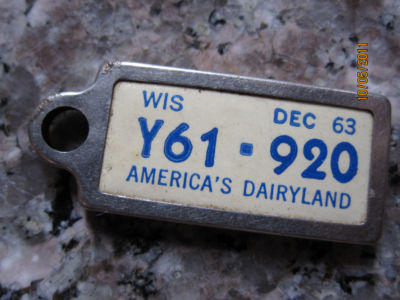 WIS DEC 63
Y61 - 920
AMERICA'S DAIRYLAND
10/05/2011